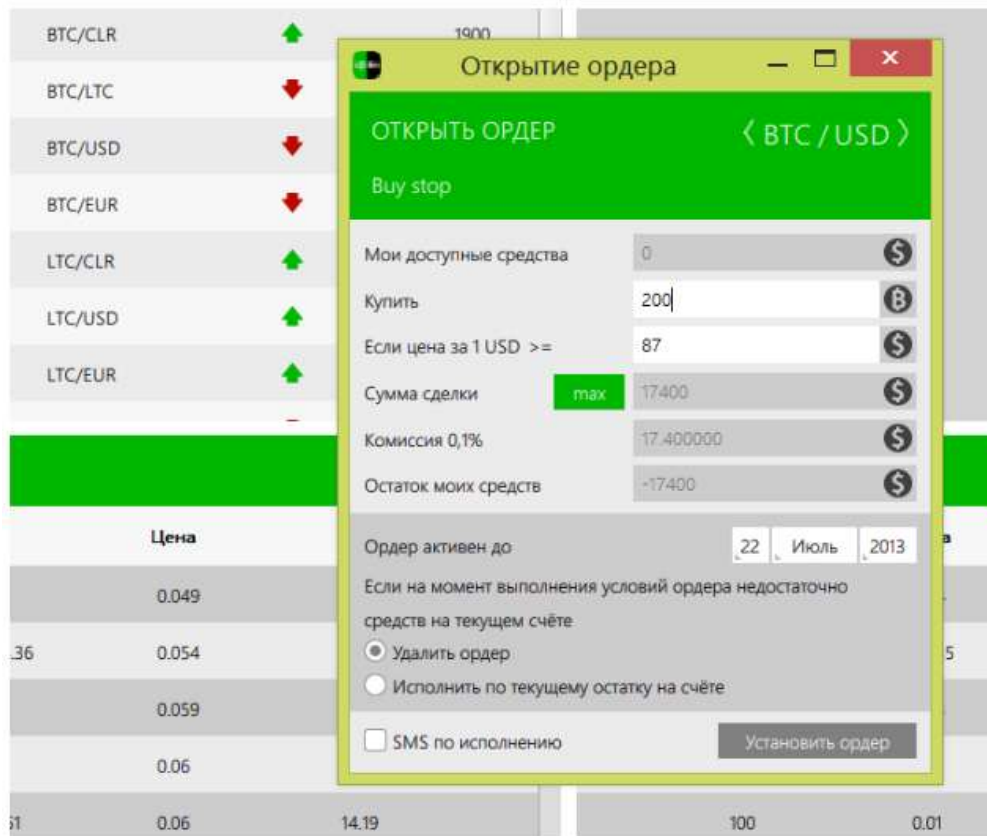 BTC/CLR 1900
BTC/LTC
BTC/USD
BTC/EUR
LTC/CLR
LTC/USD
LTC/EUR
Открытие ордера
ОТКРЫТЬ ОРДЕР
〈 BTC / USD 〉
Buy stop
Мои доступные средства 0
Купить 200
Если цена за 1 USD >= 87
Сумма сделки max 17400
Комиссия 0,1% 17.400000
Остаток моих средств -17400
Ордер активен до 22 Июль 2013
Если на момент выполнения условий ордера недостаточно
средств на текущем счёте
Удалить ордер
Исполнить по текущему остатку на счёте
SMS по исполнению
Установить ордер
Цена
0.049
.36 0.054 5
0.059
0.06
0.06 14.19 100 0.01